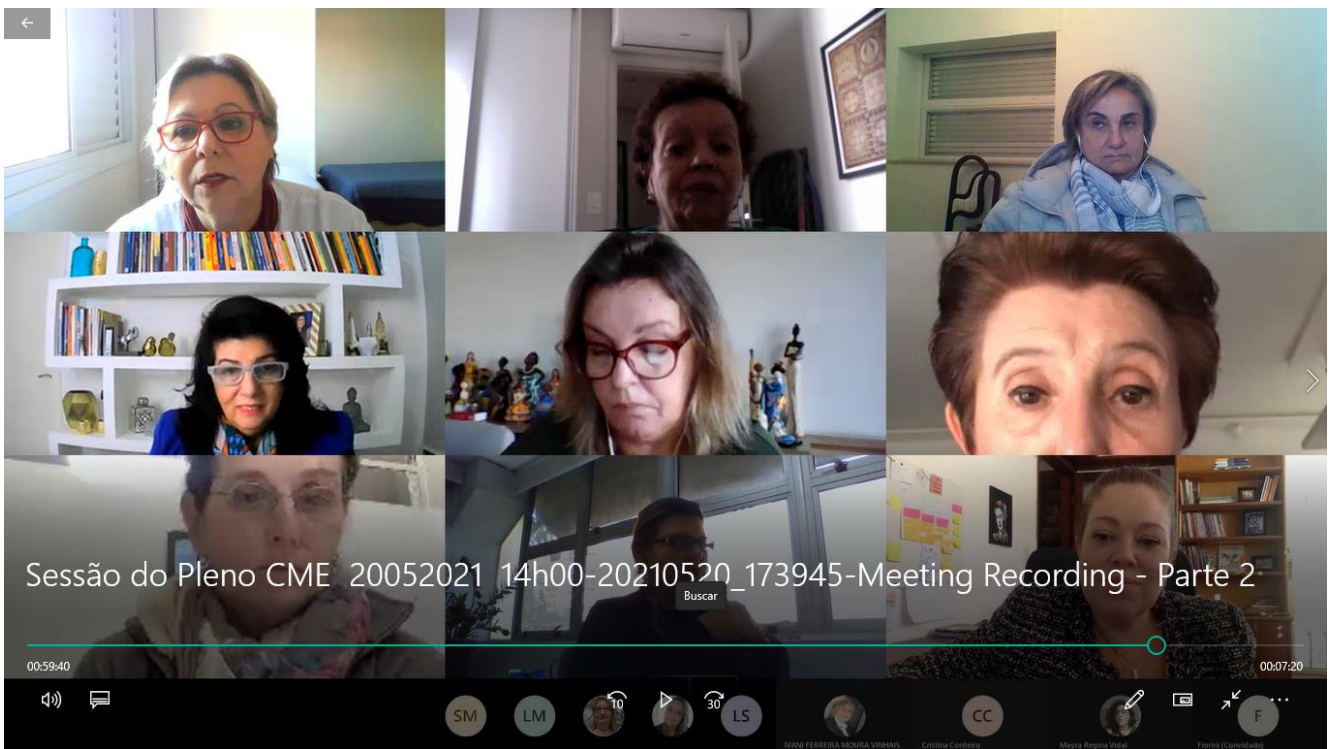 Sessão do Pleno CME 20052021 14h00-20210520_173945-Meeting Recording - Parte 2
Buscar
00:59:40
00:07:20
10
30
SM
LM
LS
CC
F
IVANI FERREIRA MOURA VINHAIS
Cristina Cordeiro
Mayra Regina Vidal
Fiorini (Convidado)